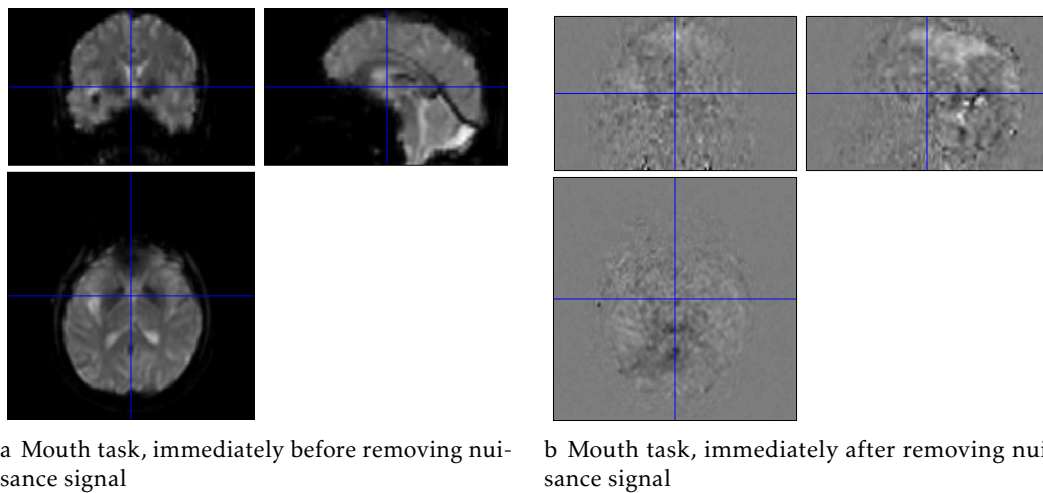 a Mouth task, immediately before removing nui-
sance signal
b Mouth task, immediately after removing nui
sance signal